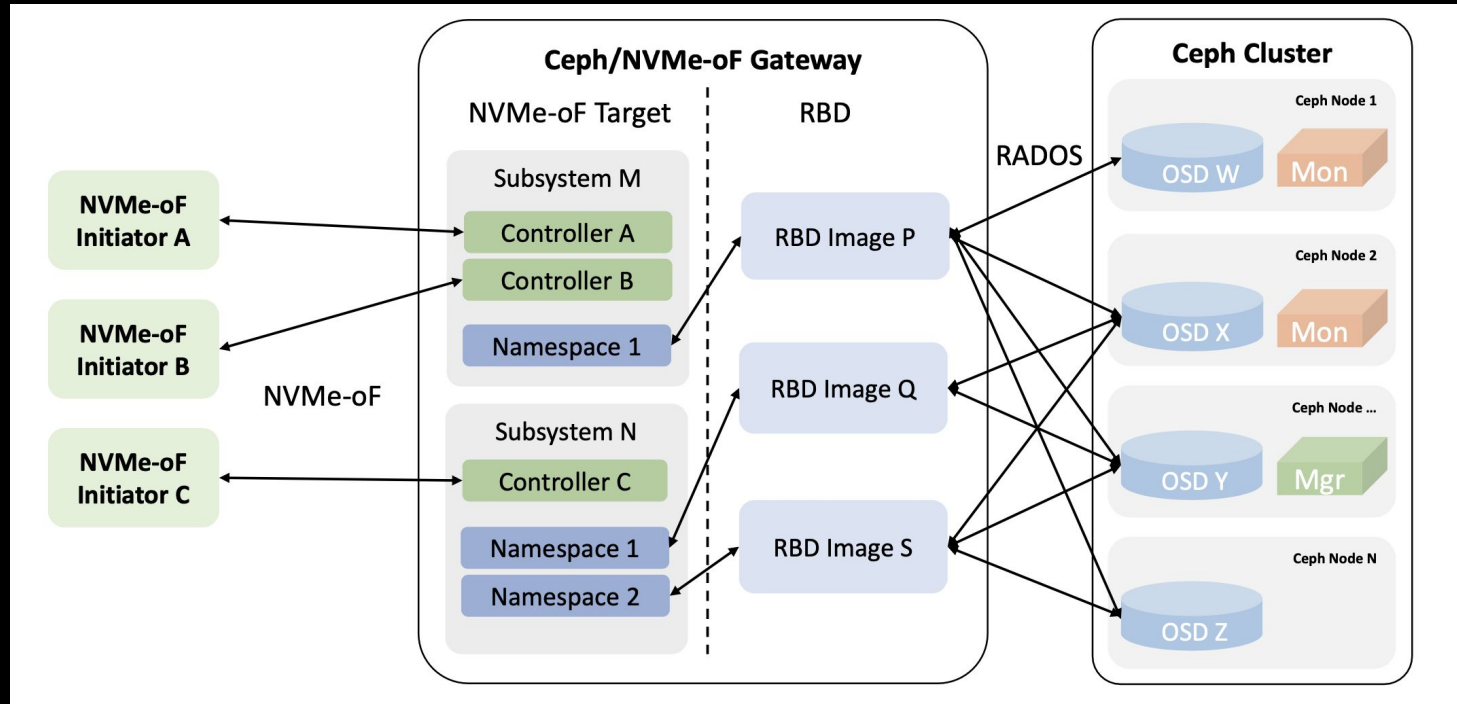 Ceph/NVMe-oF Gateway
NVMe-oF Target
RBD
Ceph Cluster
NVMe-oF
Initiator A
NVMe-oF
Initiator B
NVMe-oF
Initiator C
NVMe-oF
Subsystem M
Controller A
Controller B
Namespace 1
Subsystem N
Controller C
Namespace 1
Namespace 2
RBD Image P
RBD Image Q
RBD Image S
RADOS
Ceph Node 1
OSD W
Mon
Ceph Node 2
OSD X
Mon
Ceph Node ...
OSD Y
Mgr
Ceph Node N
OSD Z